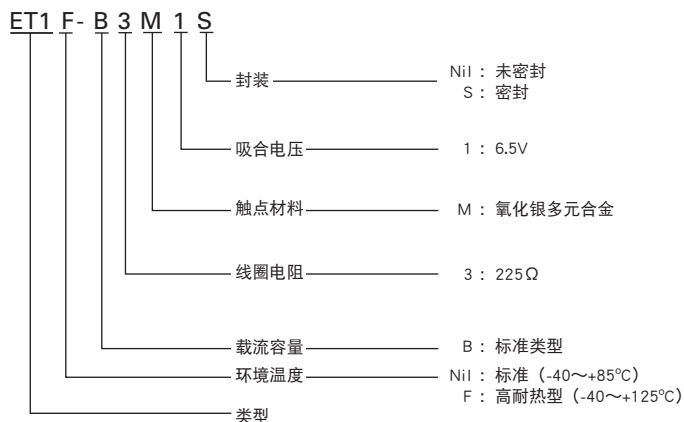 ET1F-B3M1S
封装 Nil : 未密封
S : 密封
吸合电压 1 : 6.5V
触点材料 M : 氧化银多元合金
线圈电阻 3 : 225Ω
载流容量 B : 标准类型
环境温度 Nil : 标准（-40～+85℃）
F : 高耐热型（-40～+125℃）
类型